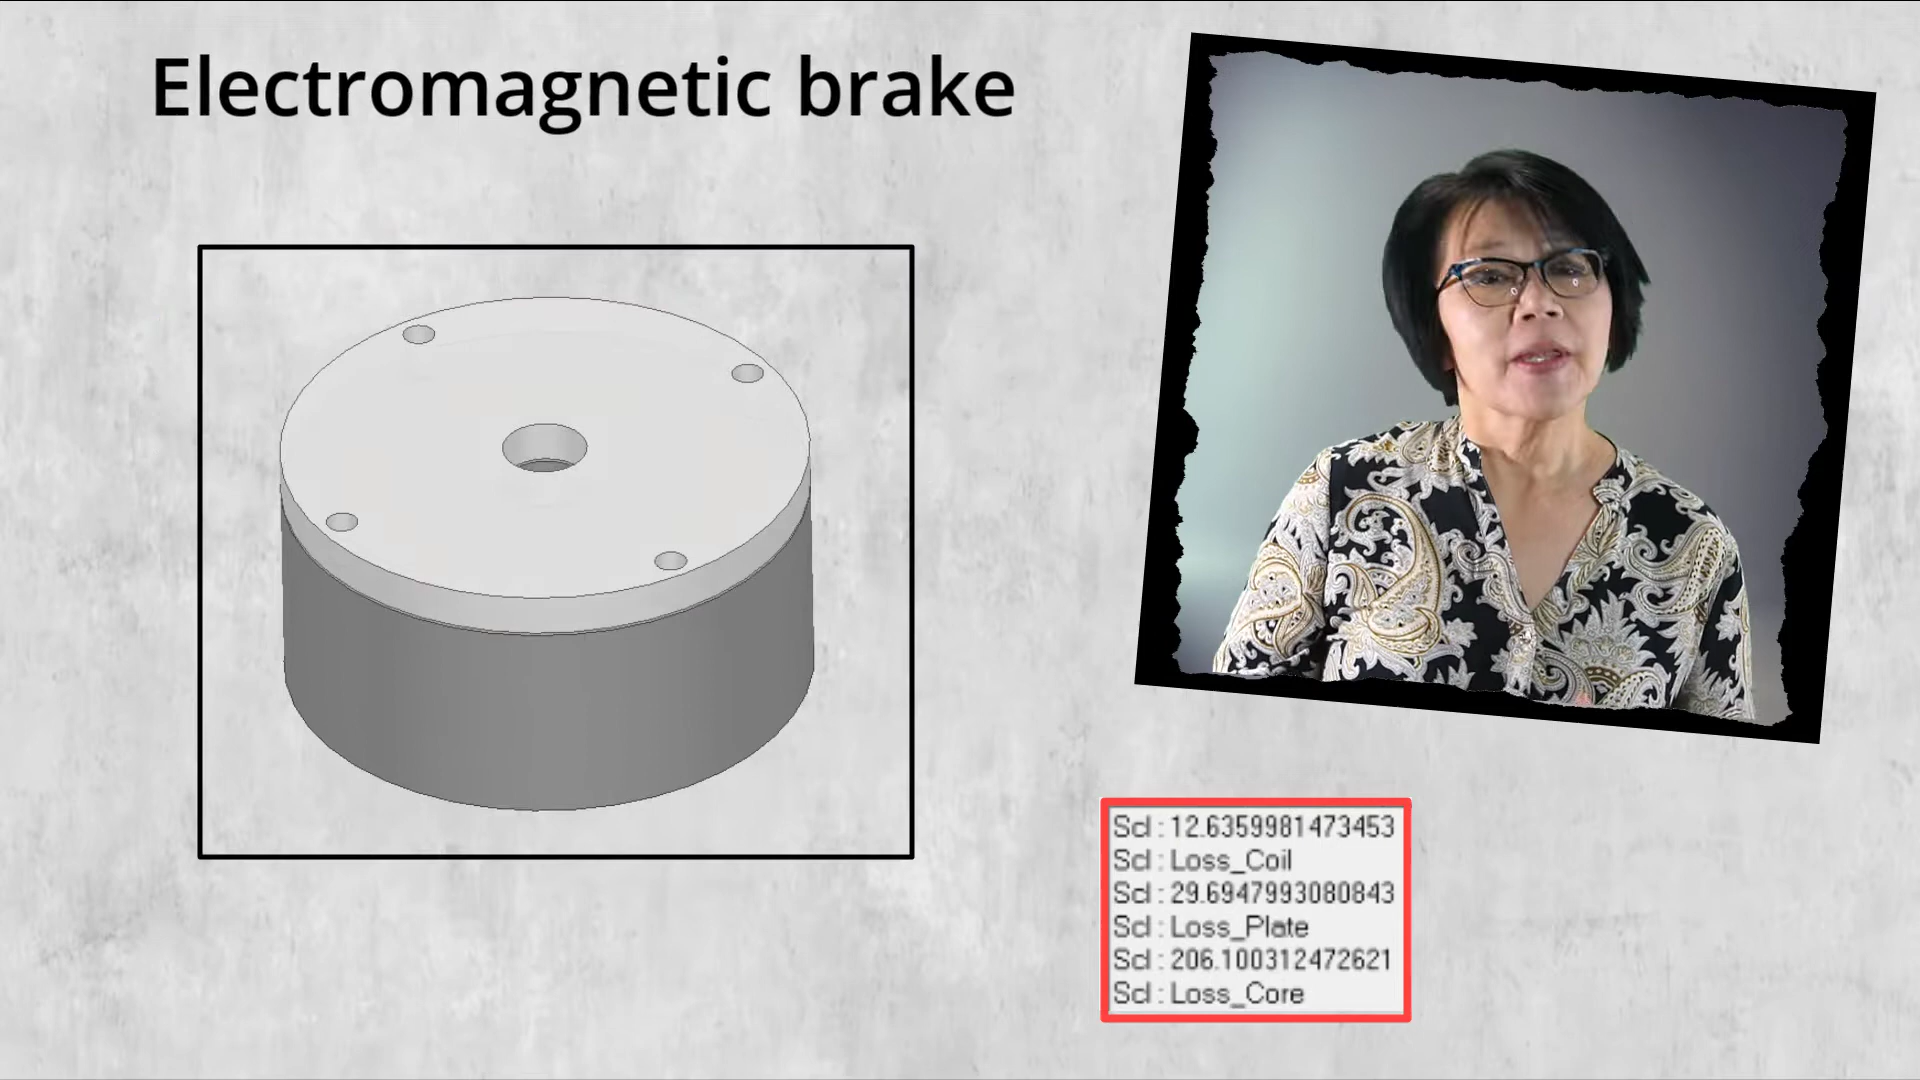 Electromagnetic brake
Scl : 12.6359981473453
Scl : Loss_Coil
Scl : 29.6947993080843
Scl : Loss_Plate
Scl : 206.100312472621
Scl : Loss_Core